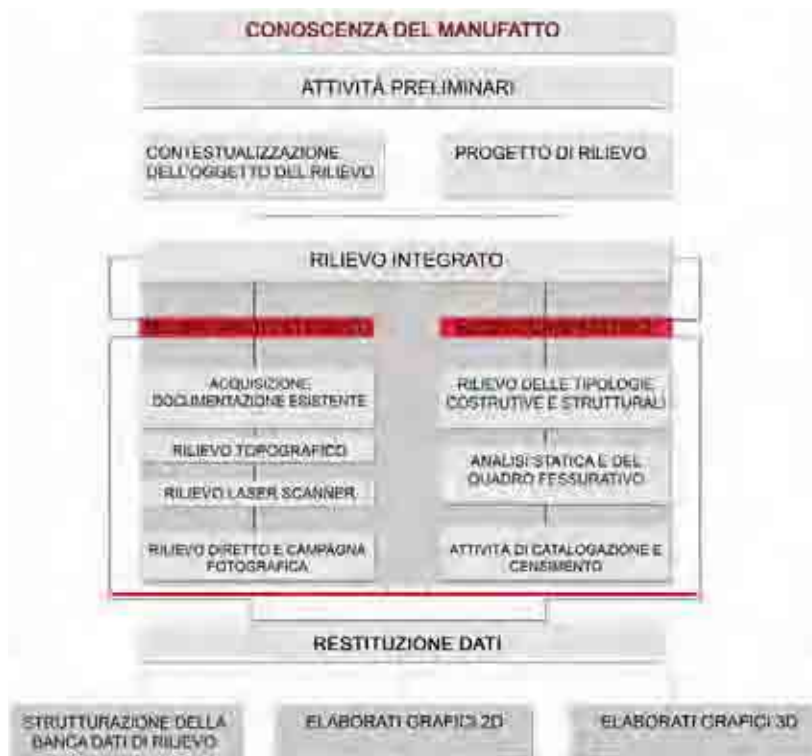 CONOSCENZA DEL MANUFATTO
ATTIVITÀ PRELIMINARI
CONTESTUALIZZAZIONE
DELL'OGGETTO DEL RILIEVO
PROGETTO DI RILIEVO
RILIEVO INTEGRATO
ACQUISIZIONE
DOCUMENTAZIONE ESISTENTE
RILIEVO TOPOGRAFICO
RILIEVO LASER SCANNER
RILIEVO DIRETTO E CAMPAGNA
FOTOGRAFICA
RILIEVO DELLE TIPOLOGIE
COSTRUTIVE E STRUTTURALI
ANALISI STATICA E DEL
QUADRO FESSURATIVO
ATTIVITÀ DI CATALOGAZIONE E
CENSIMENTO
RESTITUZIONE DATI
STRUTTURAZIONE DELLA
BANCA DATI DI RILIEVO
ELABORATI GRAFICI 2D
ELABORATI GRAFICI 3D